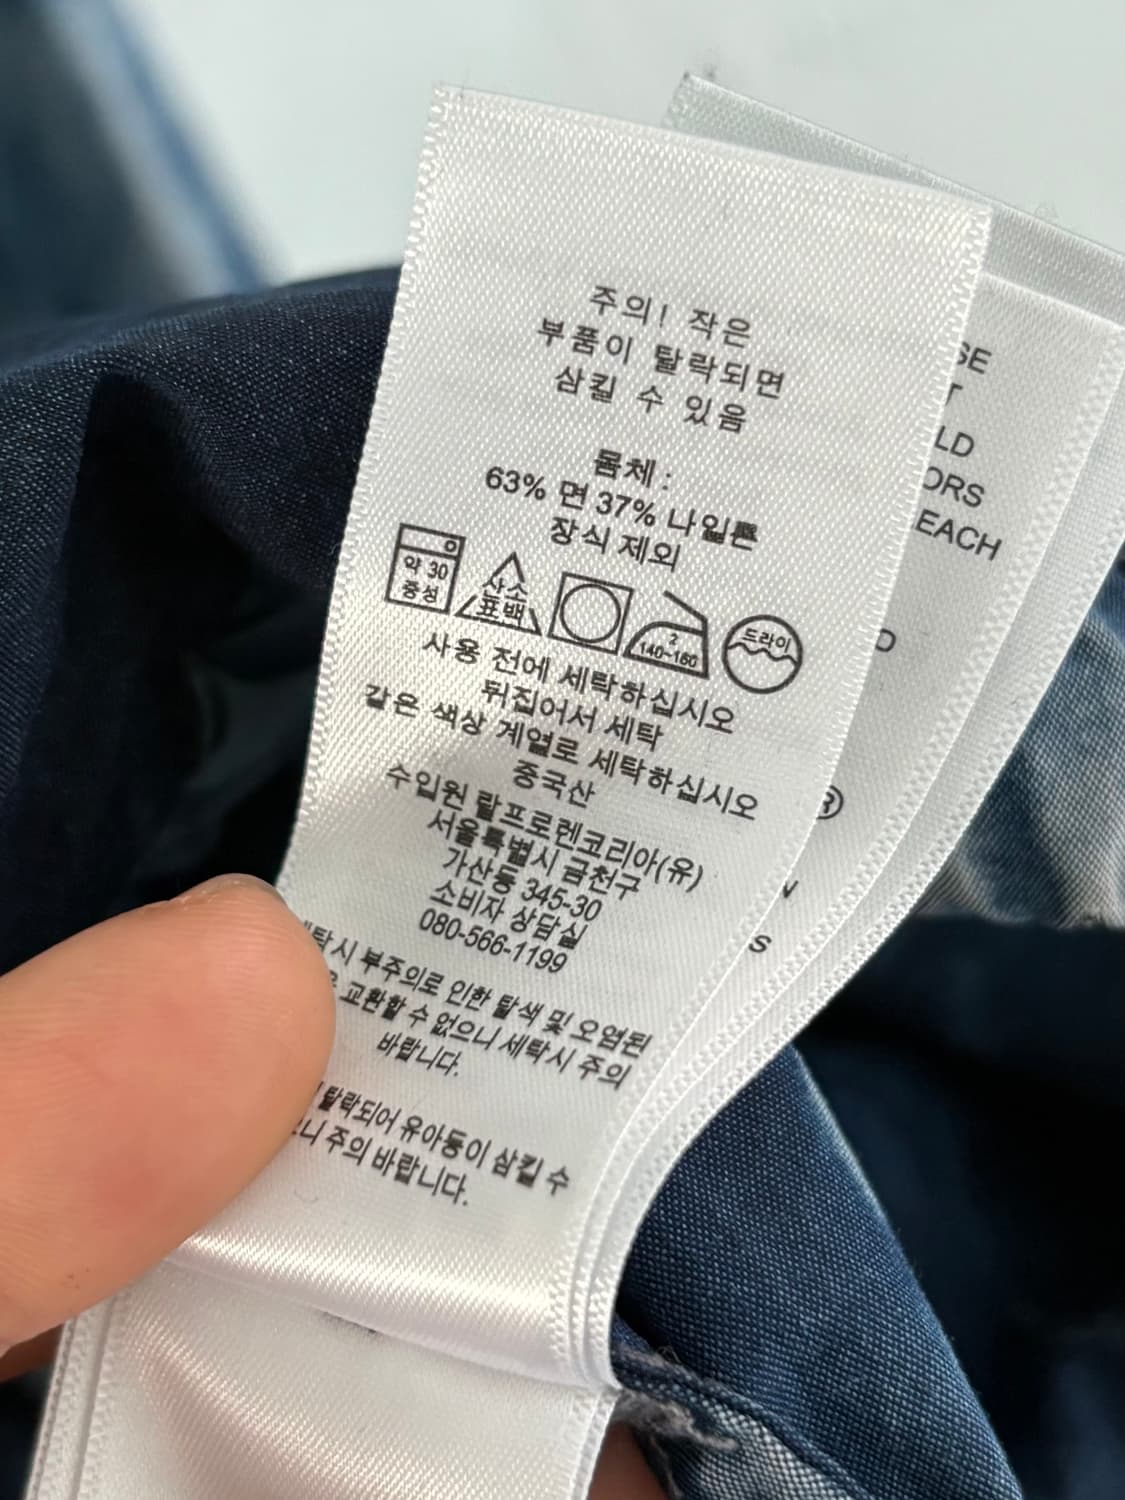 주의! 작은
부품이 탈락되면
삼킬 수 있음
몸체 :
63% 면 37% 나일론
장식 제외
약 30
중성
산소
표백
2
140~160
드라이
사용 전에 세탁하십시오
뒤집어서 세탁
같은 색상 계열로 세탁하십시오
중국산
수입원 랄프로렌코리아(유)
서울특별시 금천구
가산동 345-30
소비자 상담실
080-566-1199
세탁시 부주의로 인한 탈색 및 오염된
교환할 수 없으니 세탁시 주의
바랍니다.
탈락되어 유아동이 삼킬 수
니 주의 바랍니다.
SE
T
LD
ORS
EACH
D
®
N
S